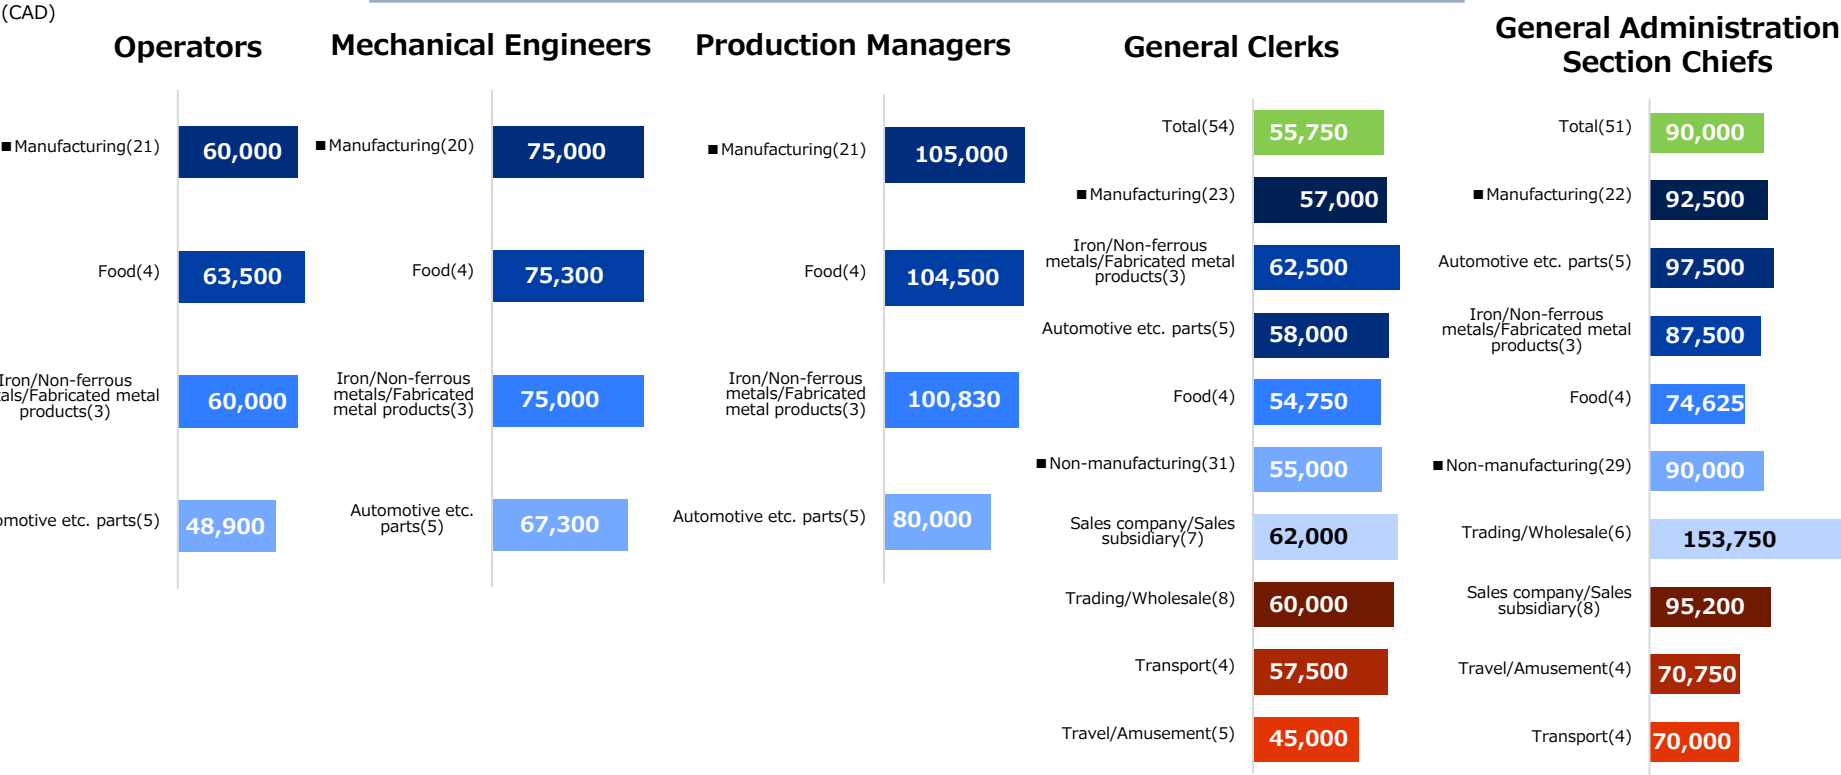 (CAD)
Operators
■Manufacturing(21)
60,000
Food(4)
63,500
Iron/Non-ferrous
metal
products(3)
60,000
etc. parts(5)
48,900
Mechanical Engineers
■Manufacturing(20)
75,000
Food(4)
75,300
Iron/Non-ferrous
metals/Fabricated
metal products(3)
75,000
Automotive etc.
parts(5)
67,300
Production Managers
■Manufacturing(21)
105,000
Food(4)
104,500
Iron/Non-ferrous
metals/Fabricated
metal products(3)
100,830
Automotive etc. parts(5)
80,000
General Clerks
Total(54)
55,750
■Manufacturing(23)
57,000
Iron/Non-ferrous
metals/Fabricated metal
products(3)
62,500
Automotive etc. parts(5)
58,000
Food(4)
54,750
■Non-manufacturing(31)
55,000
Sales company/Sales
subsidiary(7)
62,000
Trading/Wholesale(8)
60,000
Transport(4)
57,500
Travel/Amusement(5)
45,000
General Administration
Section Chiefs
Total(51)
90,000
■Manufacturing(22)
92,500
Automotive etc. parts(5)
97,500
Iron/Non-ferrous
metals/Fabricated metal
products(3)
87,500
Food(4)
74,625
■Non-manufacturing(29)
90,000
Trading/Wholesale(6)
153,750
Sales company/Sales
subsidiary(8)
95,200
Travel/Amusement(4)
70,750
Transport(4)
70,000